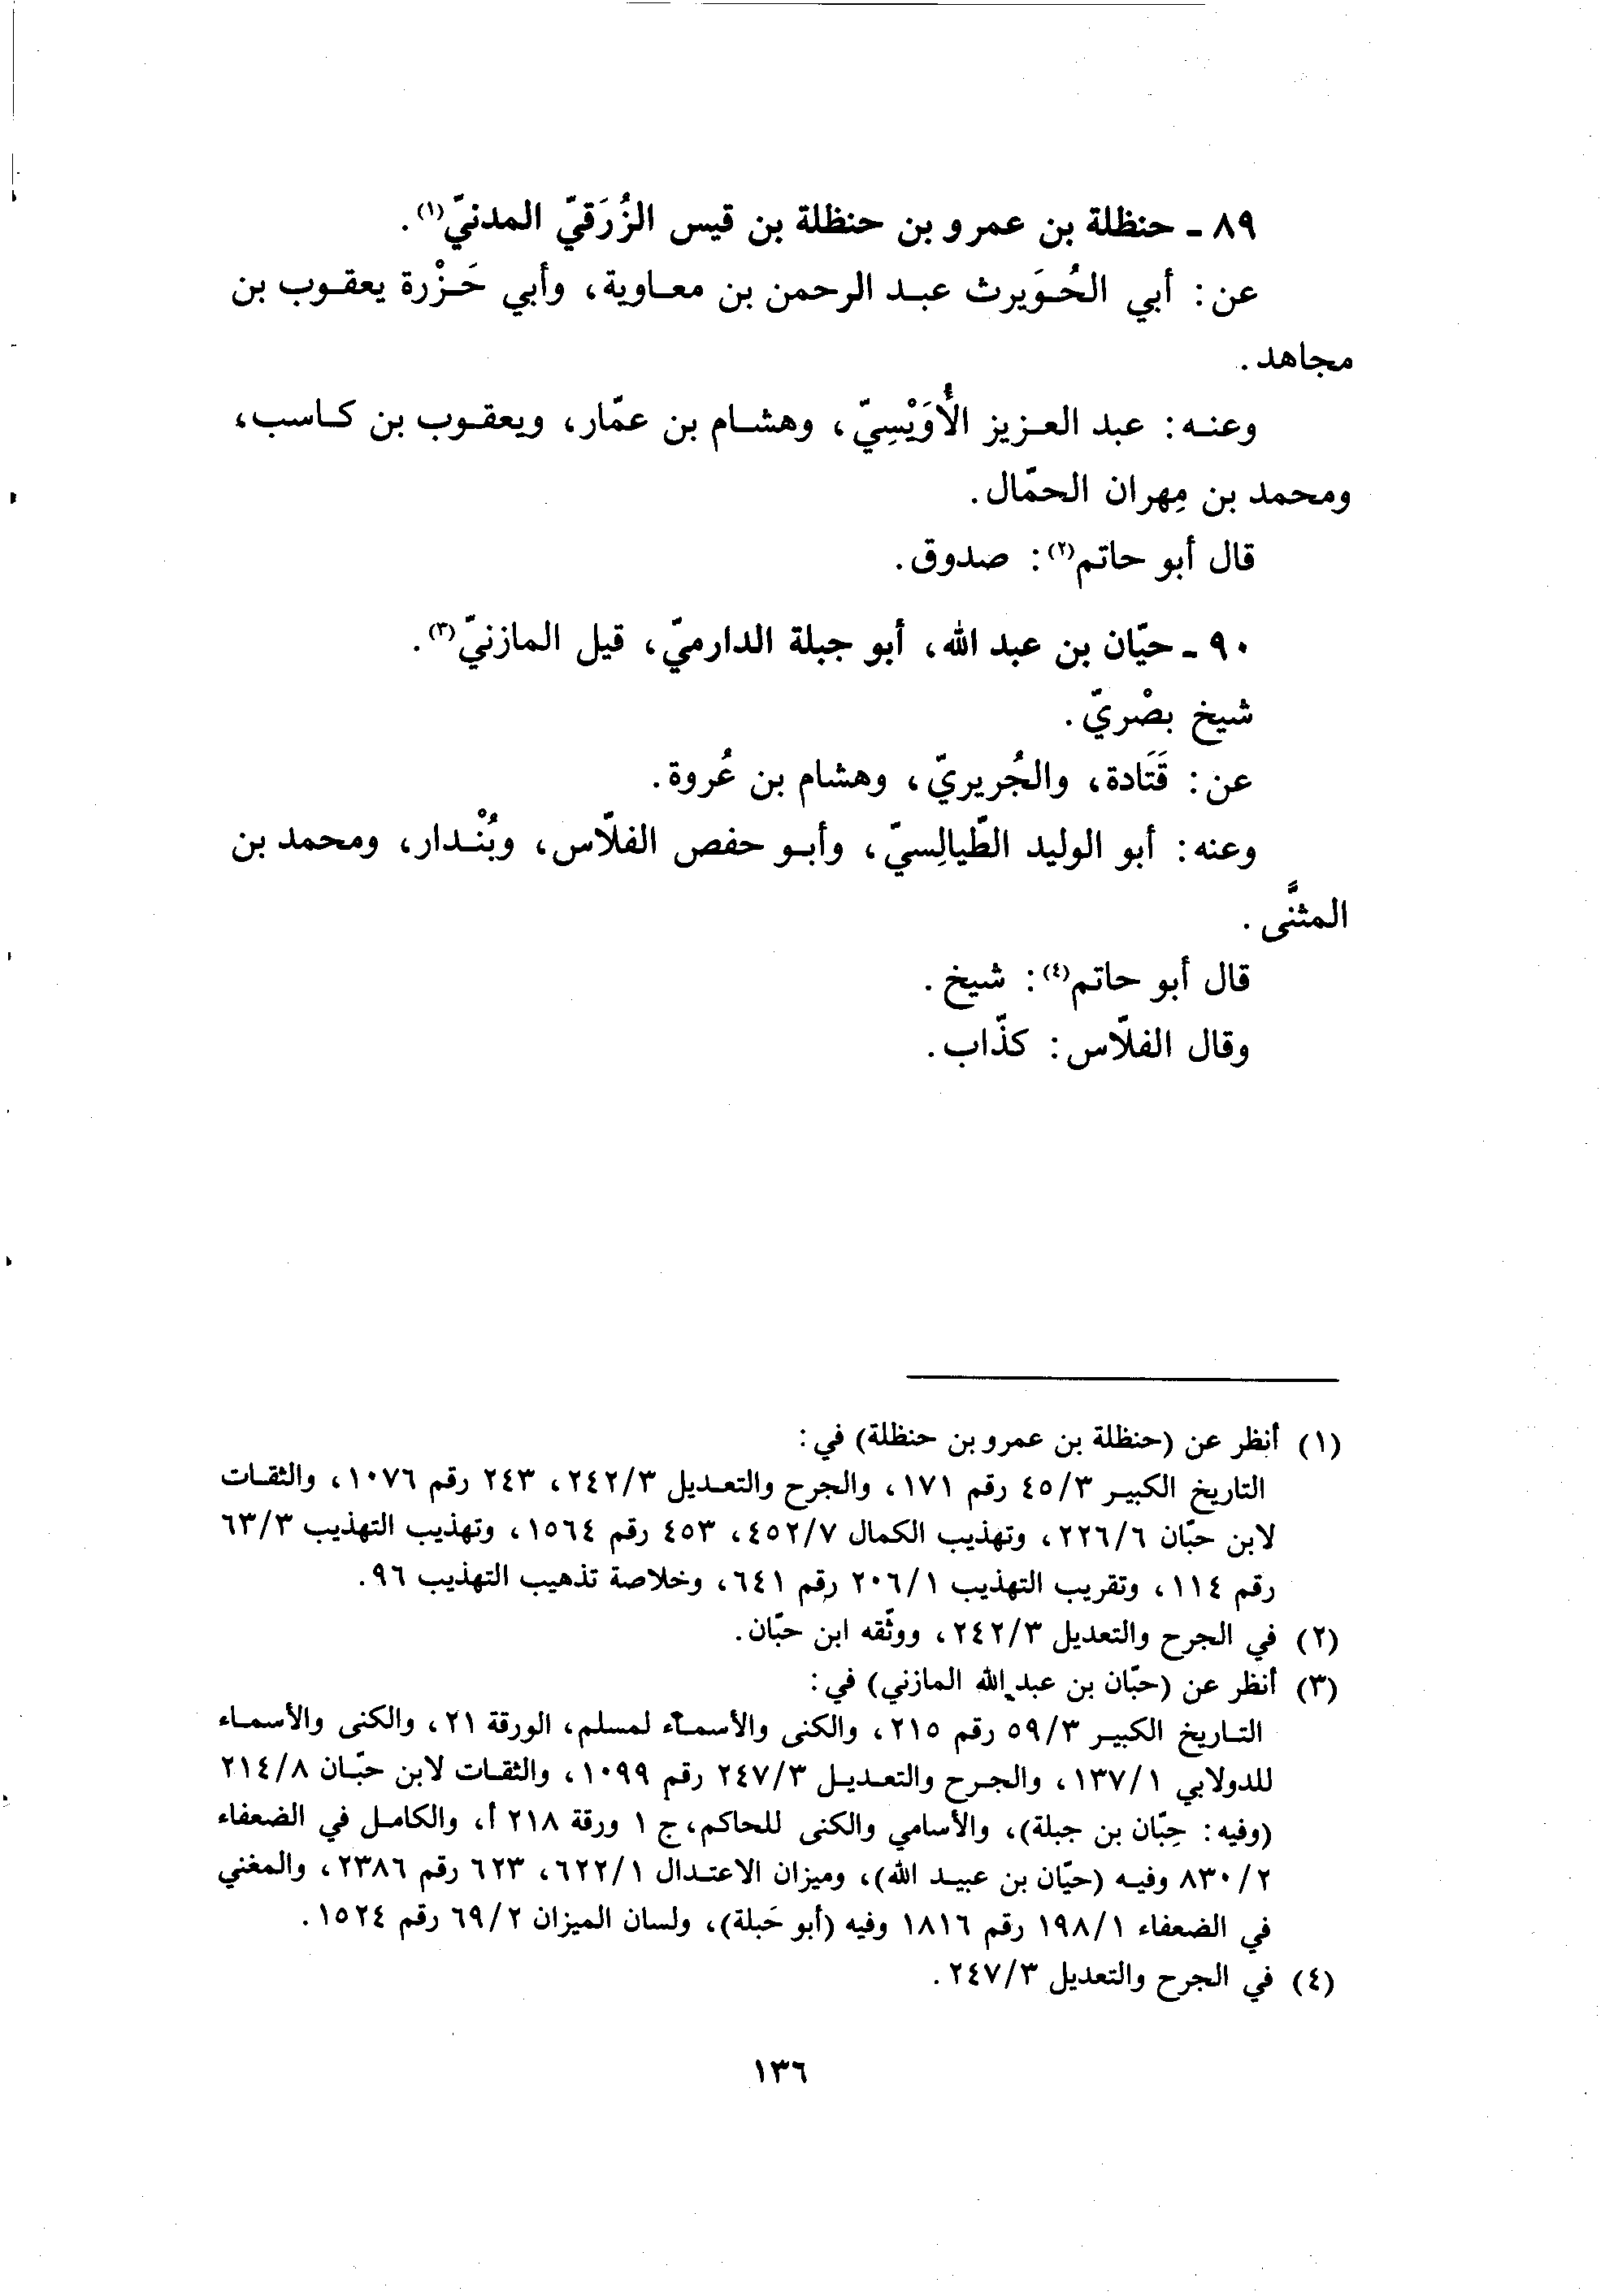 ٨٩ - حنظلة بن عمرو بن حنظلة بن قيس الزُرَقيّ المدنيّ(١).
عن: أبي الحُوَيرث عبد الرحمن بن معاوية، وأبي حَزْرة يعقوب بن
مجاهد.
وعنه: عبد العزيز الأُوَيْسِيّ، وهشام بن عمّار، ويعقوب بن كاسب،
ومحمد بن مِهران الحمّال.
قال أبو حاتم(٢): صدوق.
٩٠ - حيّان بن عبد الله، أبو جبلة الدارميّ، قيل المازنيّ(٣).
شيخ بصْريّ.
عن: قَتَادة، والجُريريّ، وهشام بن عُروة.
وعنه: أبو الوليد الطّيالِسيّ، وأبو حفص الفلّاس، وبُنْدار، ومحمد بن
المثنَّى.
قال أبو حاتم(٤): شيخ.
وقال الفلّاس: كذّاب.
(١) أنظر عن (حنظلة بن عمرو بن حنظلة) في:
التاريخ الكبير ٤٥/٣ رقم ١٧١، والجرح والتعديل ٢٤٢/٣، ٢٤٣ رقم ١٠٧٦، والثقات
لابن حبّان ٢٢٦/٦، وتهذيب الكمال ٤٥٢/٧، ٤٥٣ رقم ١٥٦٤، وتهذيب التهذيب ٦٣/٣
رقم ١١٤، وتقريب التهذيب ٢٠٦/١ رقم ٦٤١، وخلاصة تذهيب التهذيب ٩٦.
(٢) في الجرح والتعديل ٢٤٢/٣، ووثّقه ابن حبّان.
(٣) أنظر عن (حبّان بن عبد الله المازني) في:
التاريخ الكبير ٥٩/٣ رقم ٢١٥، والكنى والأسماء لمسلم، الورقة ٢١، والكنى والأسماء
للدولابي ١٣٧/١، والجرح والتعديل ٢٤٧/٣ رقم ١٠٩٩، والثقات لابن حبّان ٢١٤/٨
(وفيه: حِبّان بن جبلة)، والأسامي والكنى للحاكم، ج ١ ورقة ٢١٨ أ، والكامل في الضعفاء
٨٣٠/٢ وفيه (حيّان بن عبيد الله)، وميزان الاعتدال ٦٢٢/١، ٦٢٣ رقم ٢٣٨٦، والمغني
في الضعفاء ١٩٨/١ رقم ١٨١٦ وفيه (أبو حَبلة)، ولسان الميزان ٦٩/٢ رقم ١٥٢٤.
(٤) في الجرح والتعديل ٢٤٧/٣.
١٣٦